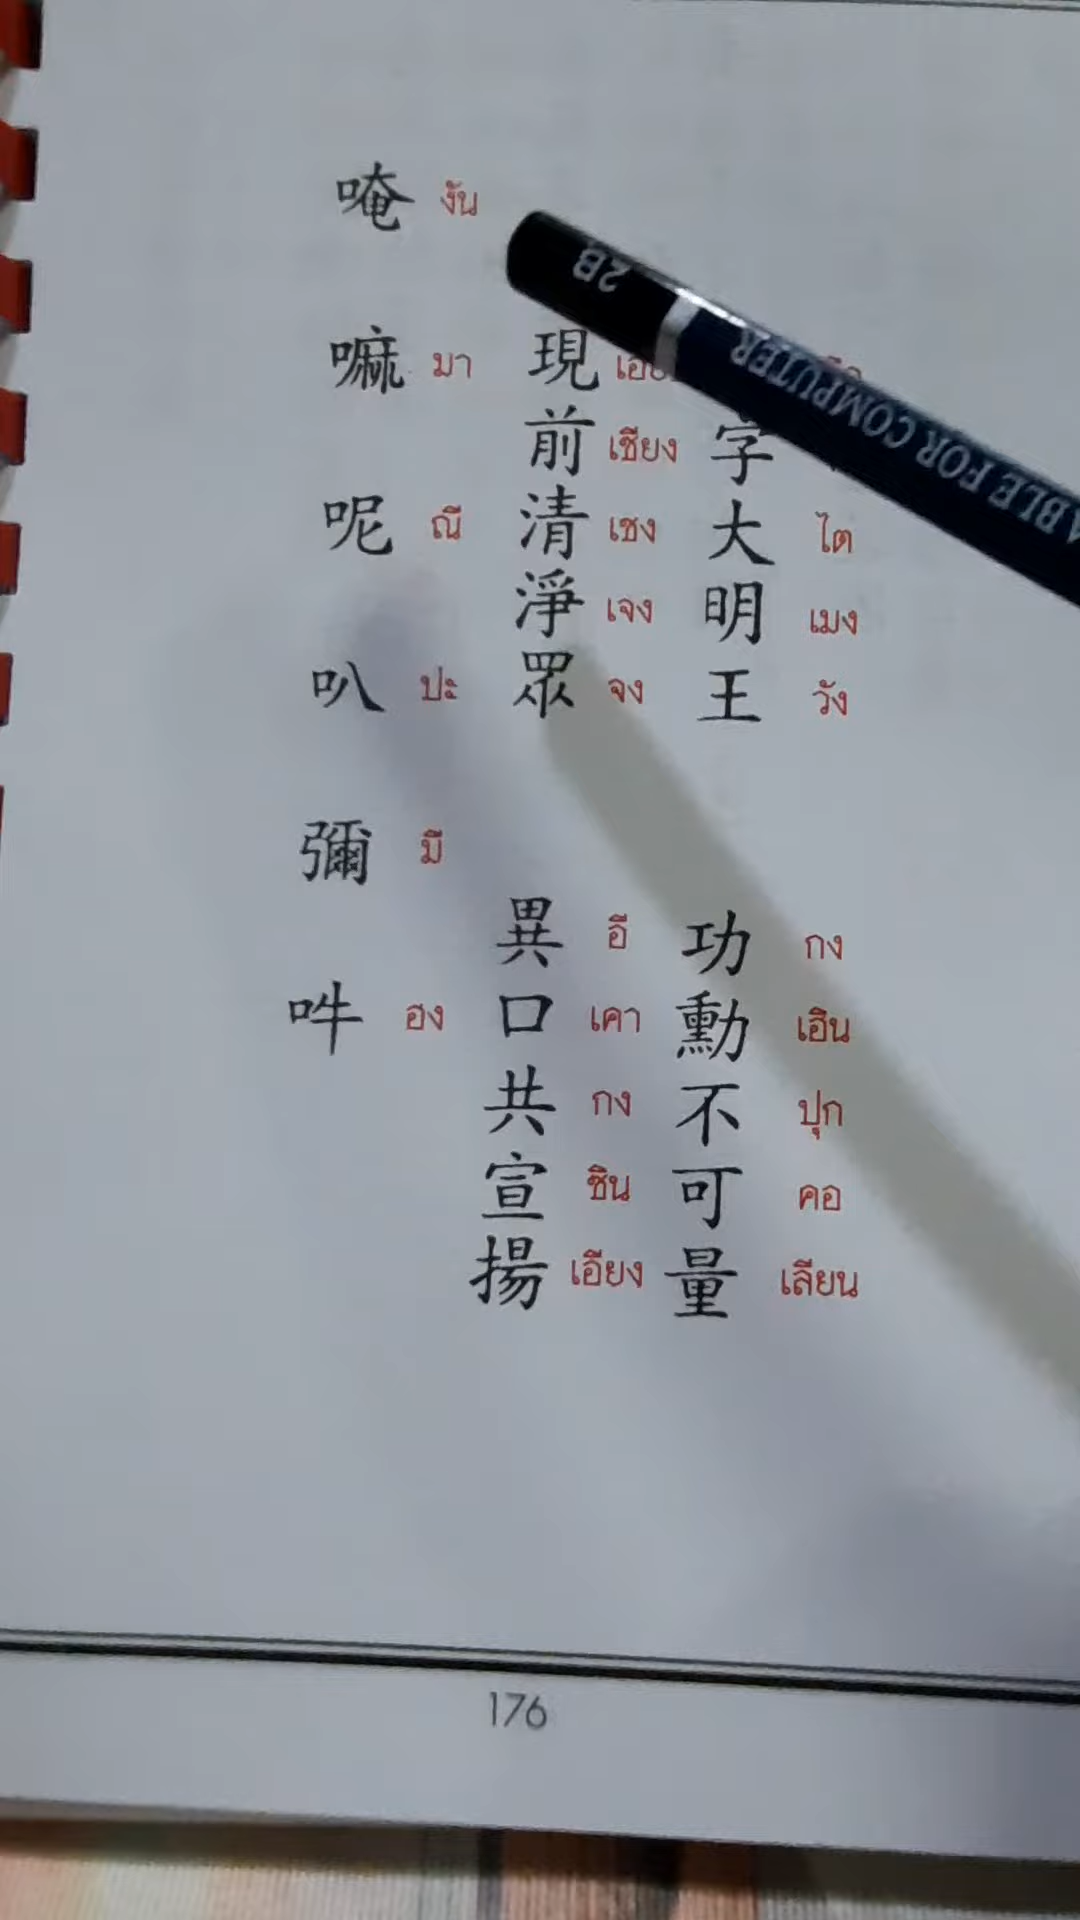 字 大 ไต 明 เมง 王 วัง
功 กง 勳 เฮิน 不 ปุก 可 คอ 量 เลียน
現 前 เชียง 清 เชง 淨 เจง 眾 จง
異 อี 口 เคา 共 กง 宣 ซิน 揚 เอียง
唵 งัน
嘛 มา
呢 ณี
叭 ปะ
彌 มี
吽 ฮง
2B
ABLE FOR COMPUTER
176